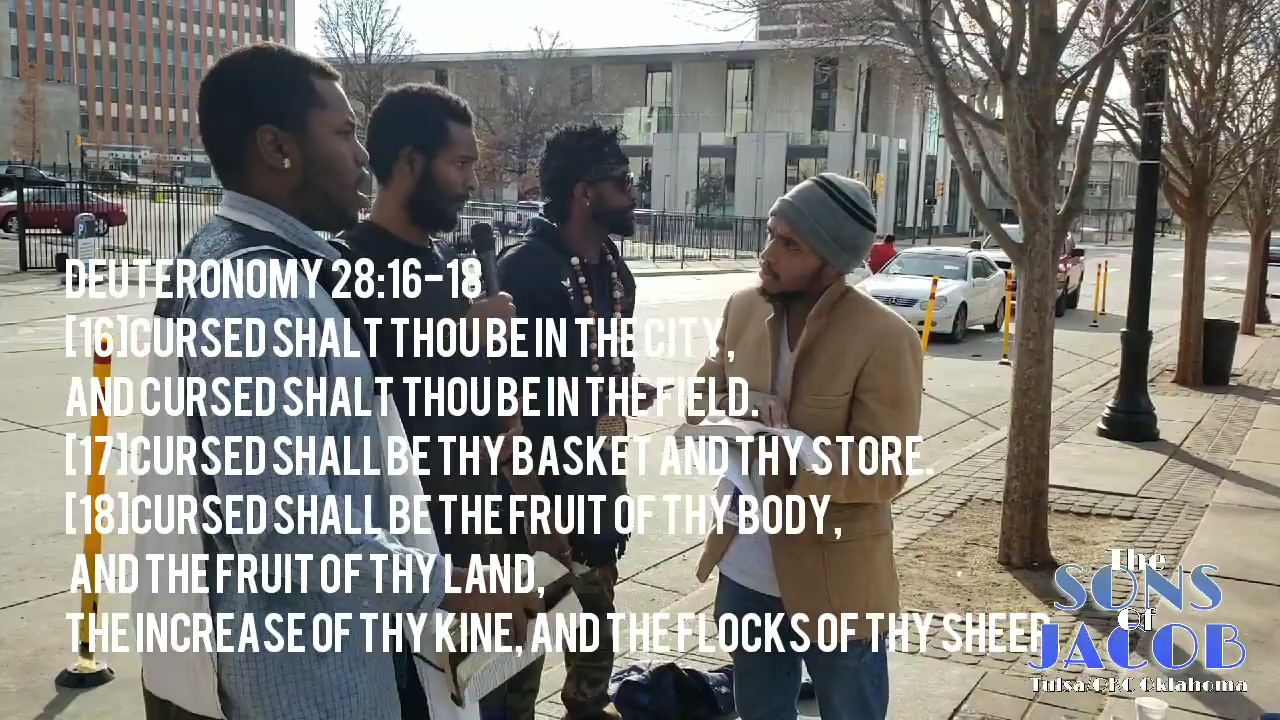 DEUTERONOMY 28:16-18
[16]CURSED SHALT THOU BE IN THE CITY,
AND CURSED SHALT THOU BE IN THE FIELD.
[17]CURSED SHALL BE THY BASKET AND THY STORE.
[18]CURSED SHALL BE THE FRUIT OF THY BODY,
AND THE FRUIT OF THY LAND,
THE INCREASE OF THY KINE, AND THE FLOCKS OF THY SHEEP.
The
SONS
Of
JACOB
Tulsa Oklahoma